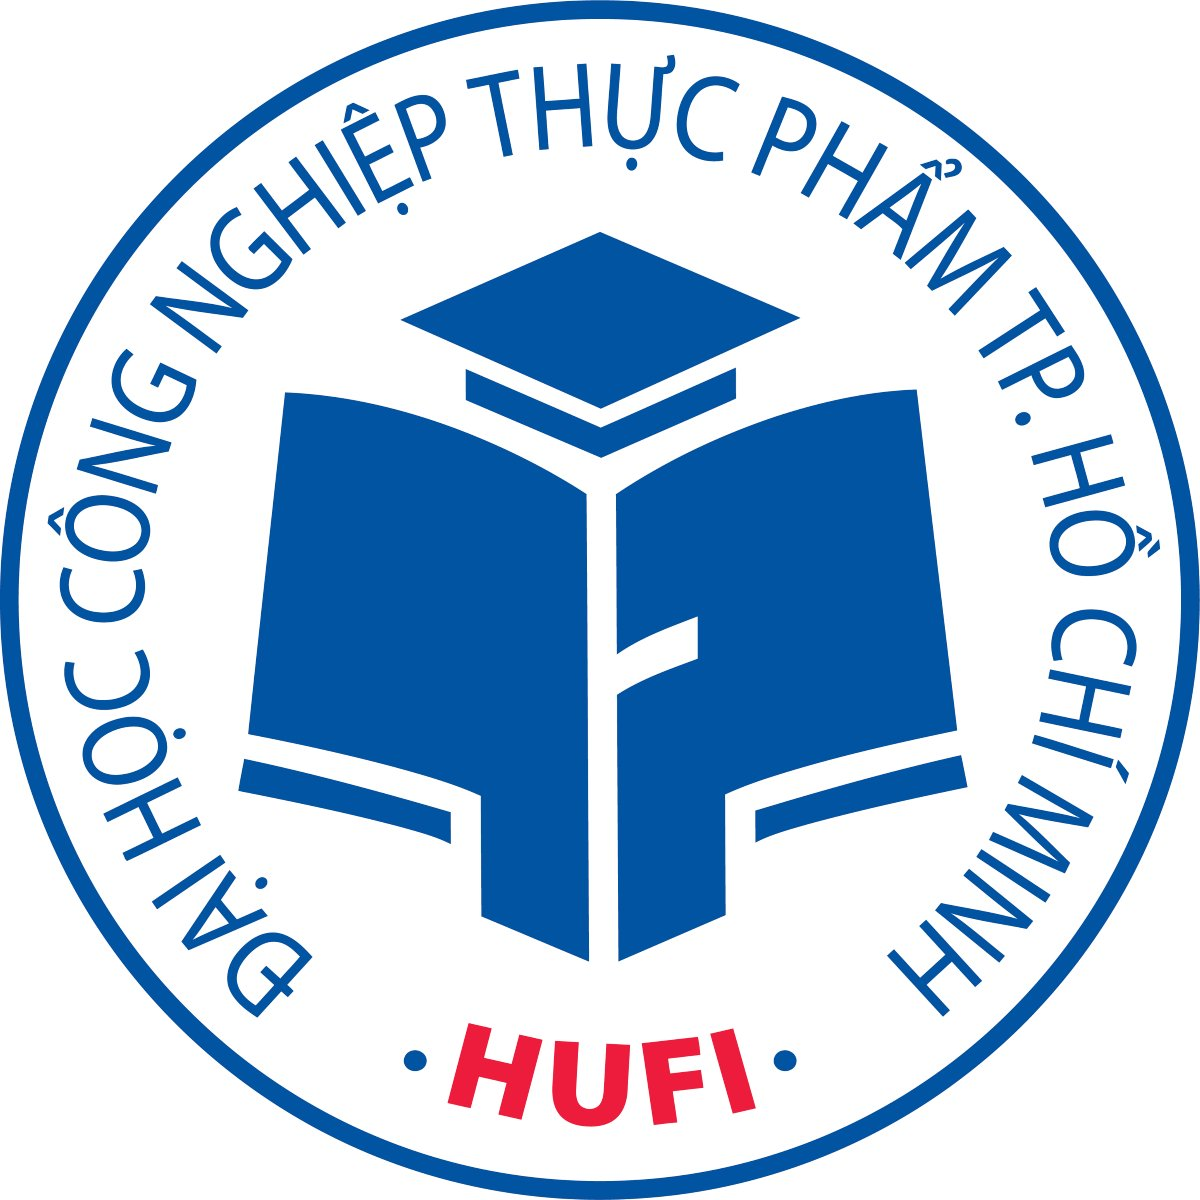 ĐẠI HỌC CÔNG NGHIỆP THỰC PHẨM TP. HỒ CHÍ MINH
· HUFI ·